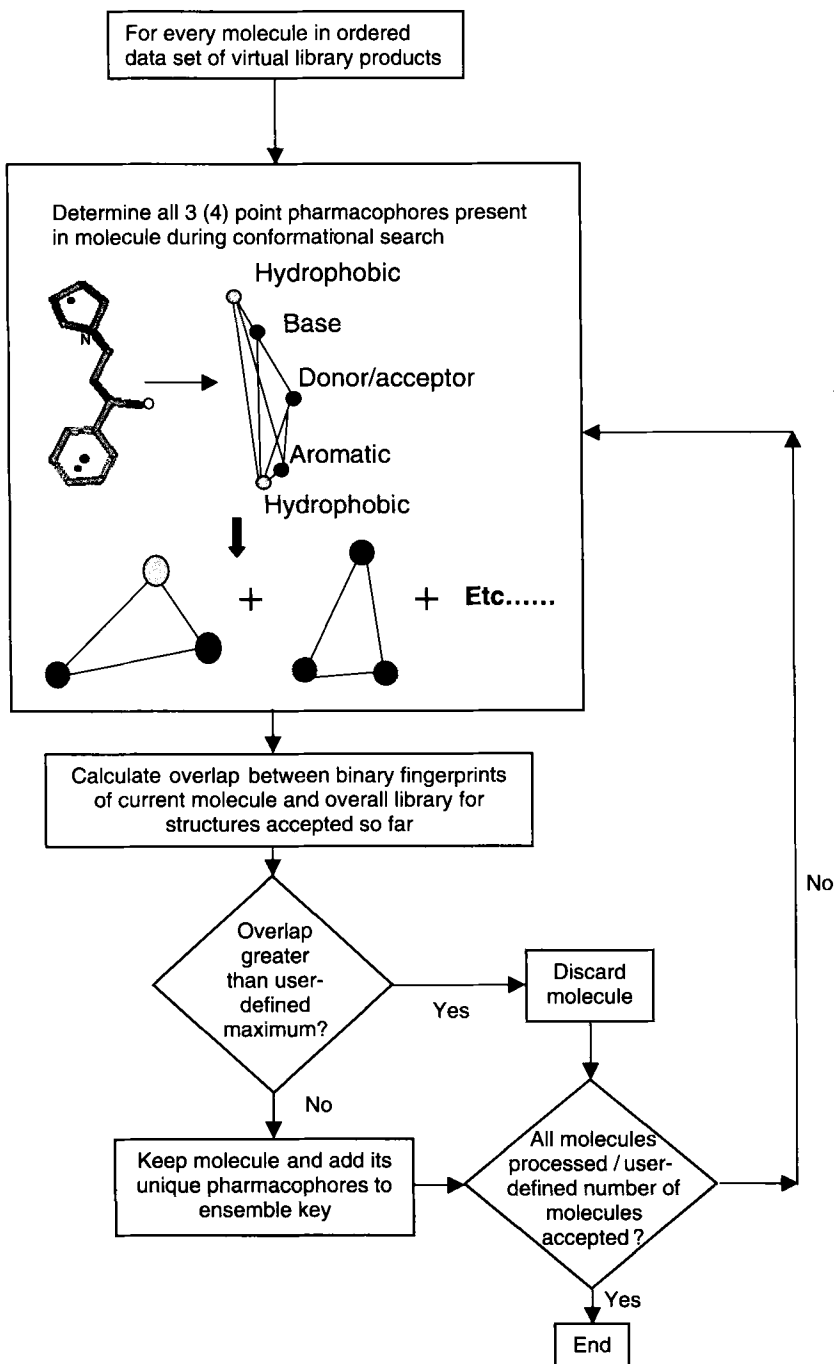 For every molecule in ordered
data set of virtual library products
Determine all 3 (4) point pharmacophores present
in molecule during conformational search
Hydrophobic
Base
N
Donor/acceptor
Aromatic
Hydrophobic
+
+
Etc......
Calculate overlap between binary fingerprints
of current molecule and overall library for
structures accepted so far
No
Overlap
greater
than user-
defined
maximum?
Yes
Discard
molecule
No
Keep molecule and add its
unique pharmacophores to
ensemble key
All molecules
processed / user-
defined number of
molecules
accepted ?
Yes
End